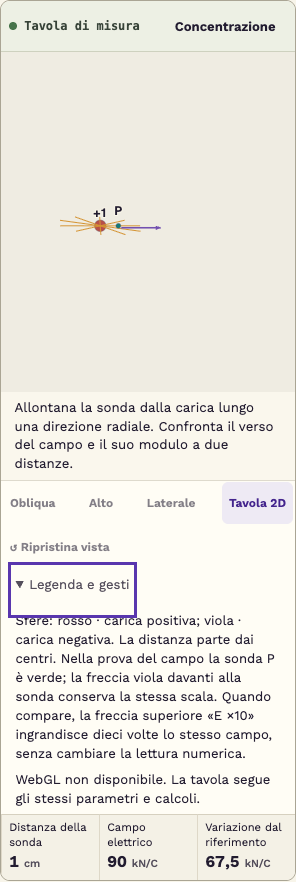 Tavola di misura Concentrazione
+1 P
Allontana la sonda dalla carica lungo
una direzione radiale. Confronta il verso
del campo e il suo modulo a due
distanze.
Obliqua Alto Laterale Tavola 2D
↺ Ripristina vista
▼ Legenda e gesti
Sfere: rosso · carica positiva; viola ·
carica negativa. La distanza parte dai
centri. Nella prova del campo la sonda P
è verde; la freccia viola davanti alla
sonda conserva la stessa scala. Quando
compare, la freccia superiore «E ×10»
ingrandisce dieci volte lo stesso campo,
senza cambiare la lettura numerica.
WebGL non disponibile. La tavola segue
gli stessi parametri e calcoli.
Distanza della sonda
1 cm
Campo elettrico
90 kN/C
Variazione dal riferimento
67,5 kN/C